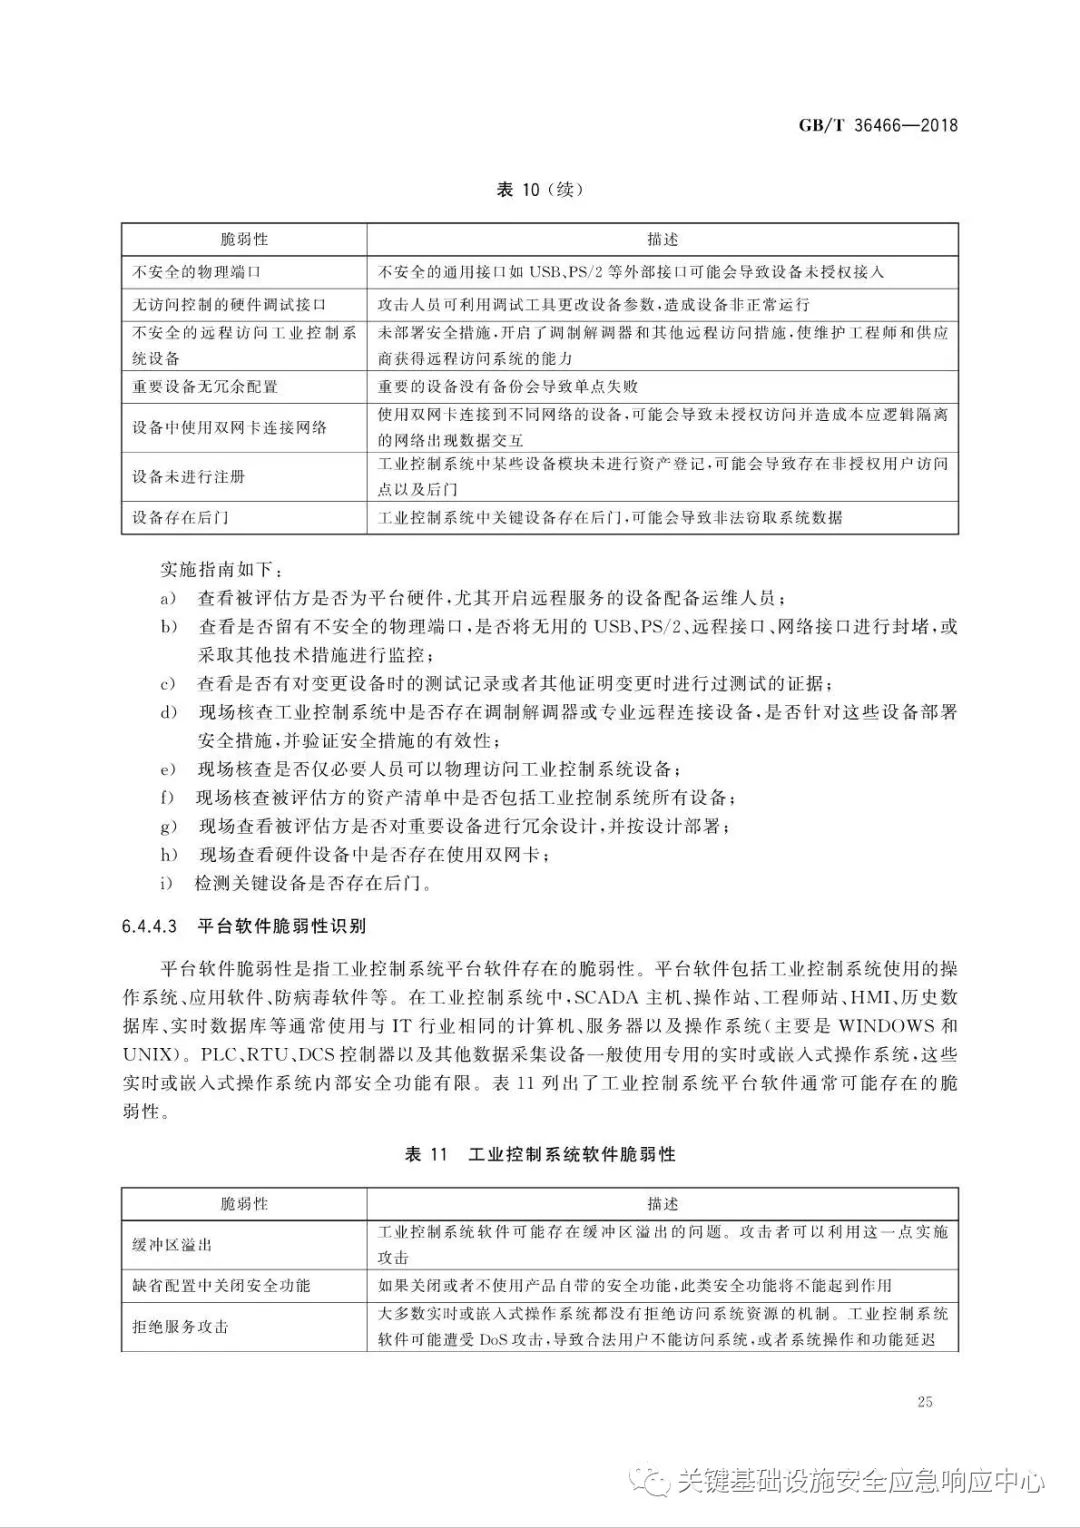 GB/T 36466—2018
表 10（续）
脆弱性 描述
不安全的物理端口 不安全的通用接口如 USB、PS/2 等外部接口可能会导致设备未授权接入
无访问控制的硬件调试接口 攻击人员可利用调试工具更改设备参数，造成设备非正常运行
不安全的远程访问工业控制系 未部署安全措施，开启了调制解调器和其他远程访问措施，使维护工程师和供应
统设备 商获得远程访问系统的能力
重要设备无冗余配置 重要的设备没有备份会导致单点失败
设备中使用双网卡连接网络 使用双网卡连接到不同网络的设备，可能会导致未授权访问并造成本应逻辑隔离
的网络出现数据交互
设备未进行注册 工业控制系统中某些设备模块未进行资产登记，可能会导致存在非授权用户访问
点以及后门
设备存在后门 工业控制系统中关键设备存在后门，可能会导致非法窃取系统数据
实施指南如下：
a） 查看被评估方是否为平台硬件，尤其开启远程服务的设备配备运维人员；
b） 查看是否留有不安全的物理端口，是否将无用的 USB、PS/2、远程接口、网络接口进行封堵，或
采取其他技术措施进行监控；
c） 查看是否有对变更设备时的测试记录或者其他证明变更时进行过测试的证据；
d） 现场核查工业控制系统中是否存在调制解调器或专业远程连接设备，是否针对这些设备部署
安全措施，并验证安全措施的有效性；
e） 现场核查是否仅必要人员可以物理访问工业控制系统设备；
f） 现场核查被评估方的资产清单中是否包括工业控制系统所有设备；
g） 现场查看被评估方是否对重要设备进行冗余设计，并按设计部署；
h） 现场查看硬件设备中是否存在使用双网卡；
i） 检测关键设备是否存在后门。
6.4.4.3 平台软件脆弱性识别
平台软件脆弱性是指工业控制系统平台软件存在的脆弱性。平台软件包括工业控制系统使用的操
作系统、应用软件、防病毒软件等。在工业控制系统中，SCADA 主机、操作站、工程师站、HMI、历史数
据库、实时数据库等通常使用与 IT 行业相同的计算机、服务器以及操作系统（主要是 WINDOWS 和
UNIX）。PLC、RTU、DCS 控制器以及其他数据采集设备一般使用专用的实时或嵌入式操作系统，这些
实时或嵌入式操作系统内部安全功能有限。表 11 列出了工业控制系统平台软件通常可能存在的脆
弱性。
表 11 工业控制系统软件脆弱性
脆弱性 描述
缓冲区溢出 工业控制系统软件可能存在缓冲区溢出的问题。攻击者可以利用这一点实施
攻击
缺省配置中关闭安全功能 如果关闭或者不使用产品自带的安全功能，此类安全功能将不能起到作用
拒绝服务攻击 大多数实时或嵌入式操作系统都没有拒绝访问系统资源的机制。工业控制系统
软件可能遭受 DoS 攻击，导致合法用户不能访问系统，或者系统操作和功能延迟
25
关键基础设施安全应急响应中心